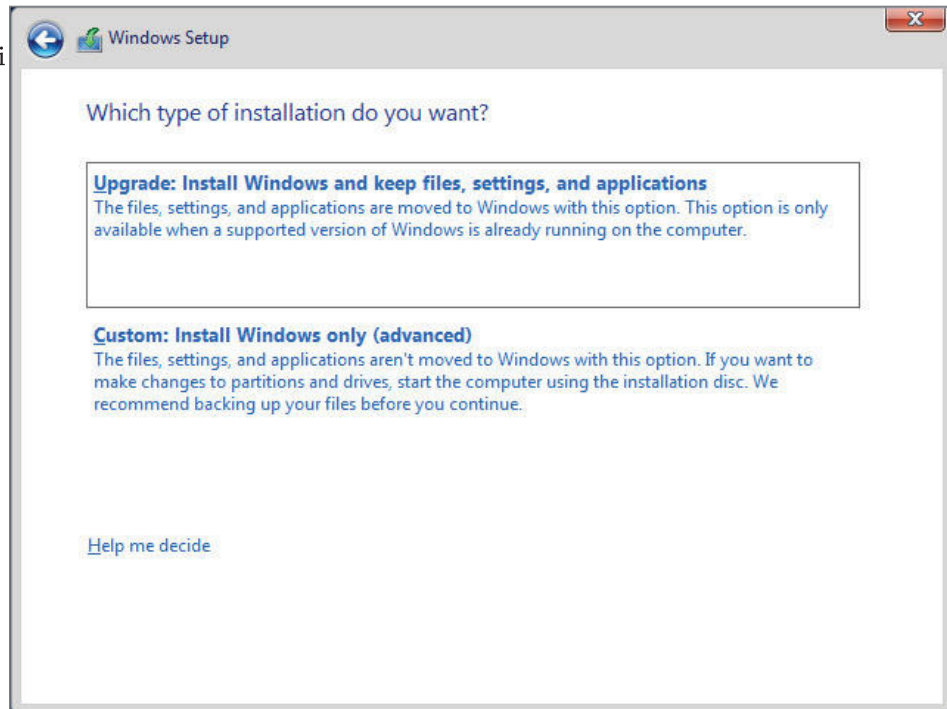 Windows Setup
i
Which type of installation do you want?
Upgrade: Install Windows and keep files, settings, and applications
The files, settings, and applications are moved to Windows with this option. This option is only
available when a supported version of Windows is already running on the computer.
Custom: Install Windows only (advanced)
The files, settings, and applications aren't moved to Windows with this option. If you want to
make changes to partitions and drives, start the computer using the installation disc. We
recommend backing up your files before you continue.
Help me decide